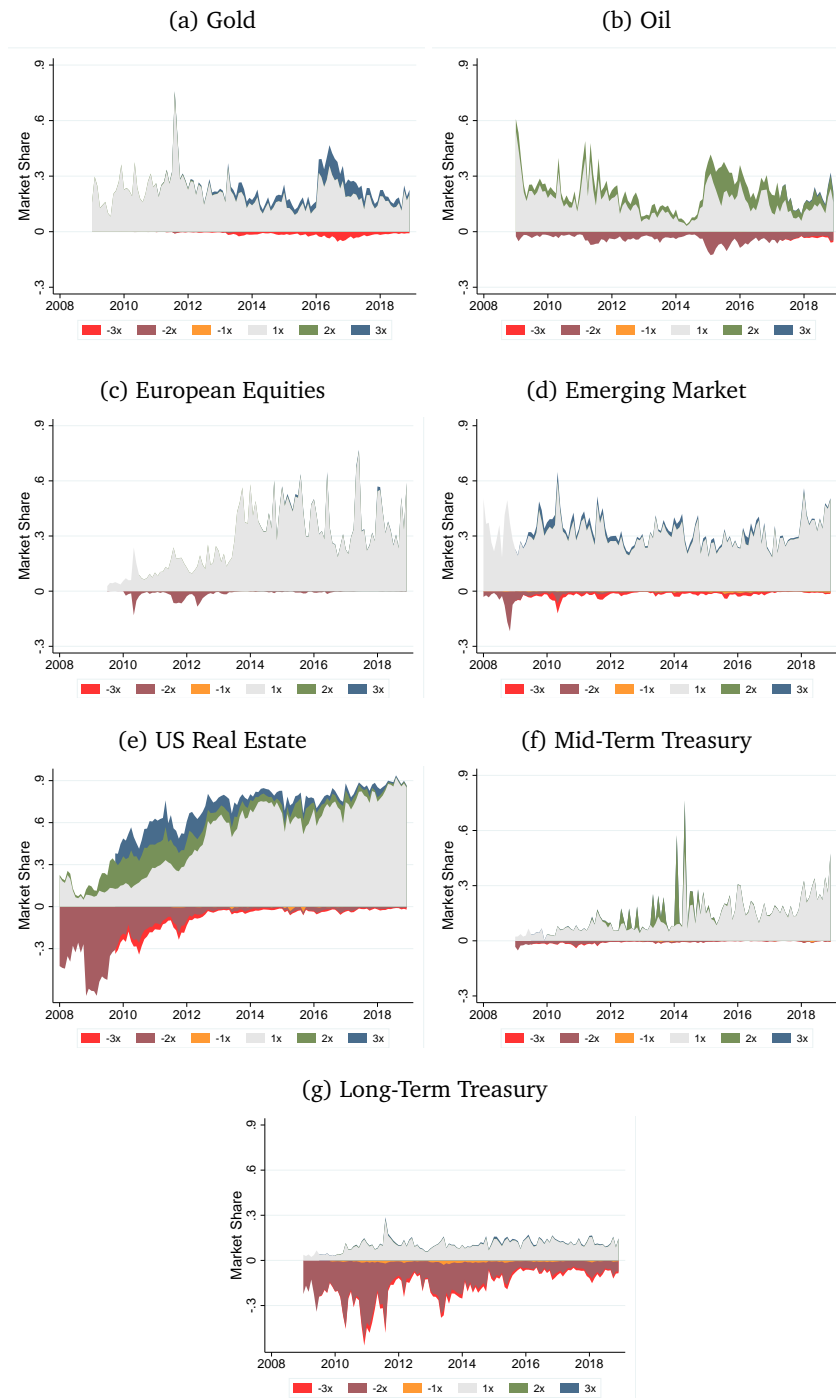 (a) Gold
(b) Oil
Market Share
.9
.6
.3
0
-.3
2008 2010 2012 2014 2016 2018
-3x -2x -1x 1x 2x 3x
Market Share
.9
.6
.3
0
-.3
2008 2010 2012 2014 2016 2018
-3x -2x -1x 1x 2x 3x
(c) European Equities
(d) Emerging Market
Market Share
.9
.6
.3
0
-.3
2008 2010 2012 2014 2016 2018
-3x -2x -1x 1x 2x 3x
Market Share
.9
.6
.3
0
-.3
2008 2010 2012 2014 2016 2018
-3x -2x -1x 1x 2x 3x
(e) US Real Estate
(f) Mid-Term Treasury
Market Share
.9
.6
.3
0
-.3
2008 2010 2012 2014 2016 2018
-3x -2x -1x 1x 2x 3x
Market Share
.9
.6
.3
0
-.3
2008 2010 2012 2014 2016 2018
-3x -2x -1x 1x 2x 3x
(g) Long-Term Treasury
Market Share
.9
.6
.3
0
-.3
2008 2010 2012 2014 2016 2018
-3x -2x -1x 1x 2x 3x